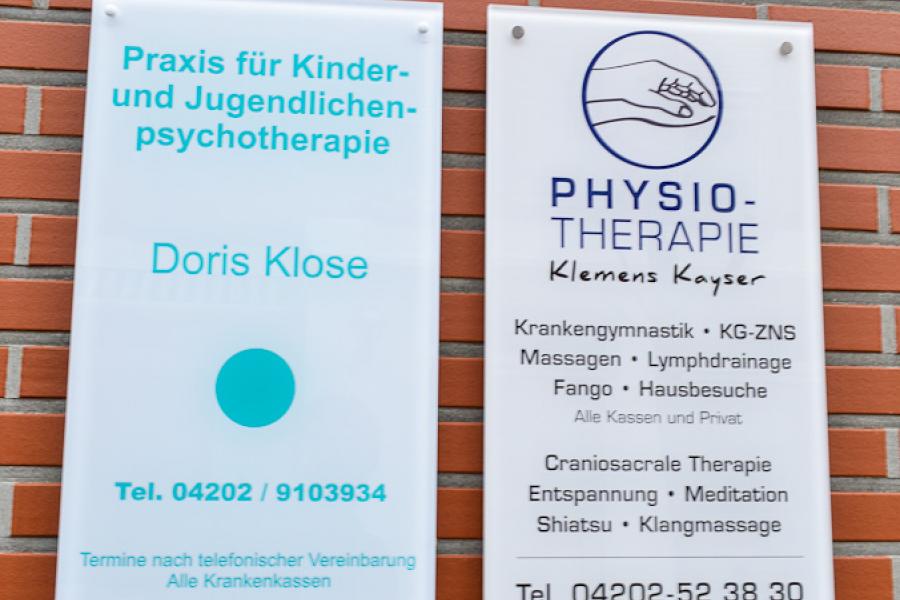 Praxis für Kinder-
und Jugendlichen-
psychotherapie
Doris Klose
Tel. 04202 / 9103934
Termine nach telefonischer Vereinbarung
Alle Krankenkassen
PHYSIO-
THERAPIE
Klemens Kayser
Krankengymnastik • KG-ZNS
Massagen • Lymphdrainage
Fango • Hausbesuche
Alle Kassen und Privat
Craniosacrale Therapie
Entspannung • Meditation
Shiatsu • Klangmassage
Tel. 04202-52 38 30